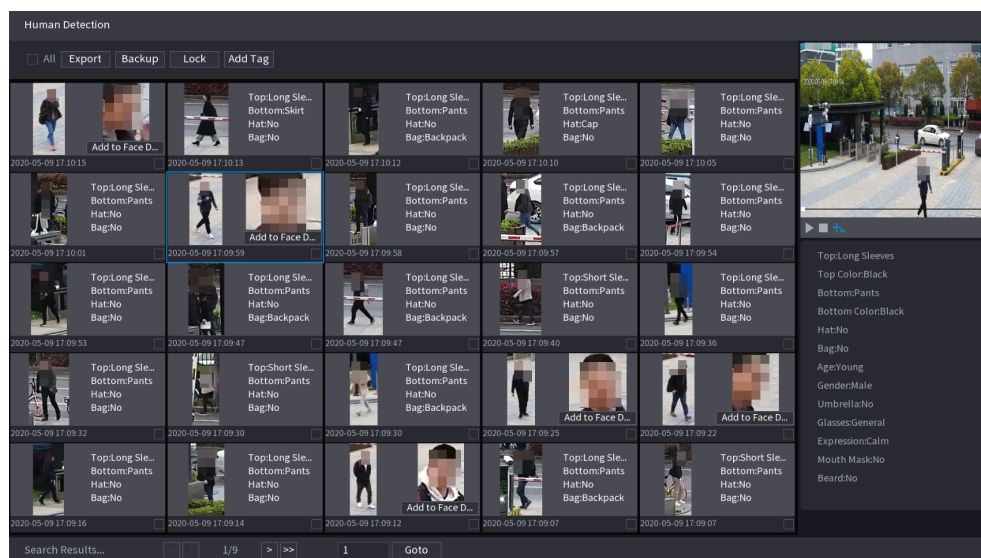 Human Detection
All Export Backup Lock Add Tag
Add to Face D...
2020-05-09 17:10:15
Top:Long Sle...
Bottom:Skirt
Hat:No
Bag:No
2020-05-09 17:10:13
Top:Long Sle...
Bottom:Pants
Hat:No
Bag:Backpack
2020-05-09 17:10:12
Top:Long Sle...
Bottom:Pants
Hat:Cap
Bag:No
2020-05-09 17:10:10
Top:Long Sle...
Bottom:Pants
Hat:No
Bag:No
2020-05-09 17:10:05
Top:Long Sle...
Bottom:Pants
Hat:No
Bag:No
2020-05-09 17:10:01
Add to Face D...
2020-05-09 17:09:59
Top:Long Sle...
Bottom:Pants
Hat:No
Bag:No
2020-05-09 17:09:58
Top:Long Sle...
Bottom:Pants
Hat:No
Bag:Backpack
2020-05-09 17:09:57
Top:Long Sle...
Bottom:Pants
Hat:No
Bag:No
2020-05-09 17:09:54
Top:Long Sle...
Bottom:Pants
Hat:No
Bag:No
2020-05-09 17:09:53
Top:Long Sle...
Bottom:Pants
Hat:No
Bag:Backpack
2020-05-09 17:09:47
Top:Long Sle...
Bottom:Pants
Hat:No
Bag:Backpack
2020-05-09 17:09:47
Top:Short Sle...
Bottom:Pants
Hat:No
Bag:No
2020-05-09 17:09:40
Top:Long Sle...
Bottom:Pants
Hat:No
Bag:No
2020-05-09 17:09:36
Top:Long Sle...
Bottom:Pants
Hat:No
Bag:No
2020-05-09 17:09:32
Top:Short Sle...
Bottom:Pants
Hat:No
Bag:No
2020-05-09 17:09:30
Top:Long Sle...
Bottom:Pants
Hat:No
Bag:Backpack
2020-05-09 17:09:30
Add to Face D...
2020-05-09 17:09:25
Add to Face D...
2020-05-09 17:09:22
Top:Long Sle...
Bottom:Pants
Hat:No
Bag:No
2020-05-09 17:09:16
Top:Long Sle...
Bottom:Pants
Hat:No
Bag:No
2020-05-09 17:09:14
Add to Face D...
2020-05-09 17:09:12
Top:Long Sle...
Bottom:Pants
Hat:No
Bag:Backpack
2020-05-09 17:09:07
Top:Short Sle...
Bottom:Pants
Hat:No
Bag:No
2020-05-09 17:09:07
Search Results... 1/9 > >> 1 Goto
2020-05-09 17:09:54
Top:Long Sleeves
Top Color:Black
Bottom:Pants
Bottom Color:Black
Hat:No
Bag:No
Age:Young
Gender:Male
Umbrella:No
Glasses:General
Expression:Calm
Mouth Mask:No
Beard:No